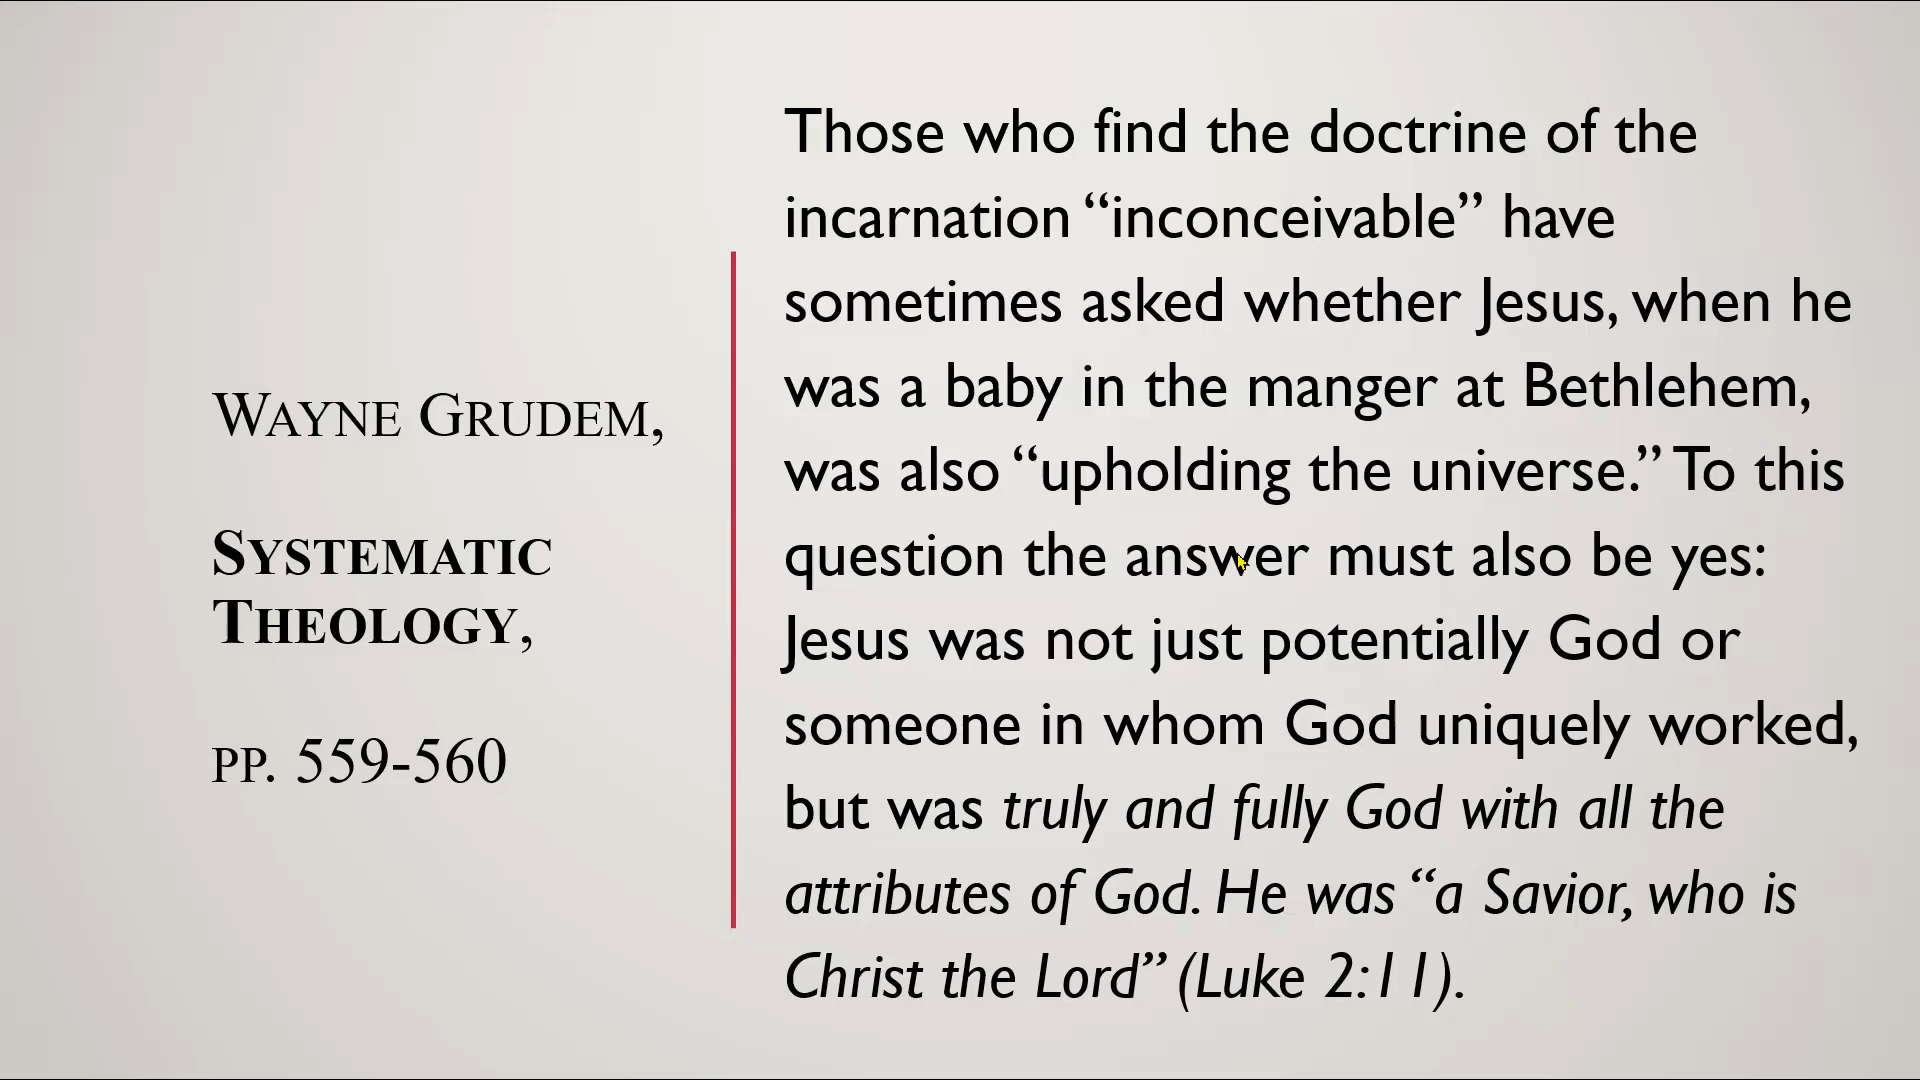 WAYNE GRUDEM,
SYSTEMATIC
THEOLOGY,
PP. 559-560
Those who find the doctrine of the
incarnation “inconceivable” have
sometimes asked whether Jesus, when he
was a baby in the manger at Bethlehem,
was also “upholding the universe.” To this
question the answer must also be yes:
Jesus was not just potentially God or
someone in whom God uniquely worked,
but was truly and fully God with all the
attributes of God. He was “a Savior, who is
Christ the Lord” (Luke 2:11).